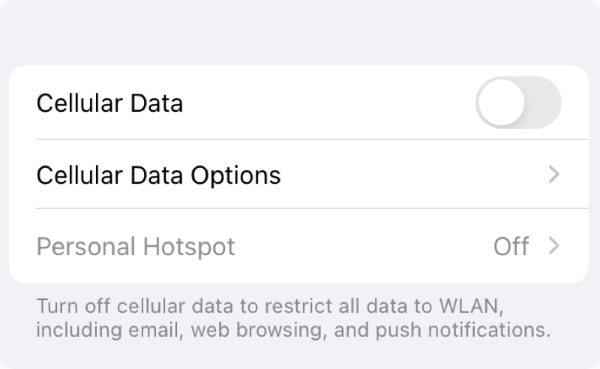 Cellular Data
Cellular Data Options
Personal Hotspot Off
Turn off cellular data to restrict all data to WLAN,
including email, web browsing, and push notifications.